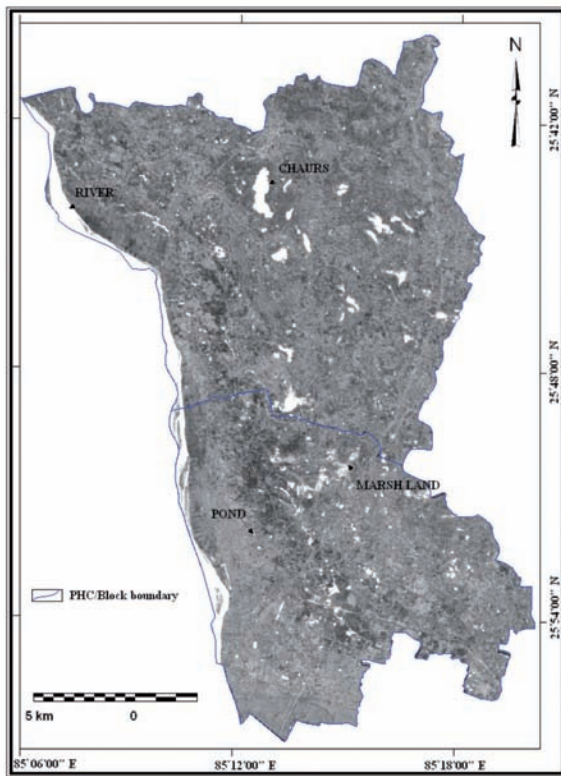 N
25°42'00'' N
CHAURS
RIVER
25°48'00'' N
MARSH LAND
POND
PHC/Block boundary
25°54'00'' N
5 km 0
85°06'00'' E 85°12'00'' E 85°18'00'' E